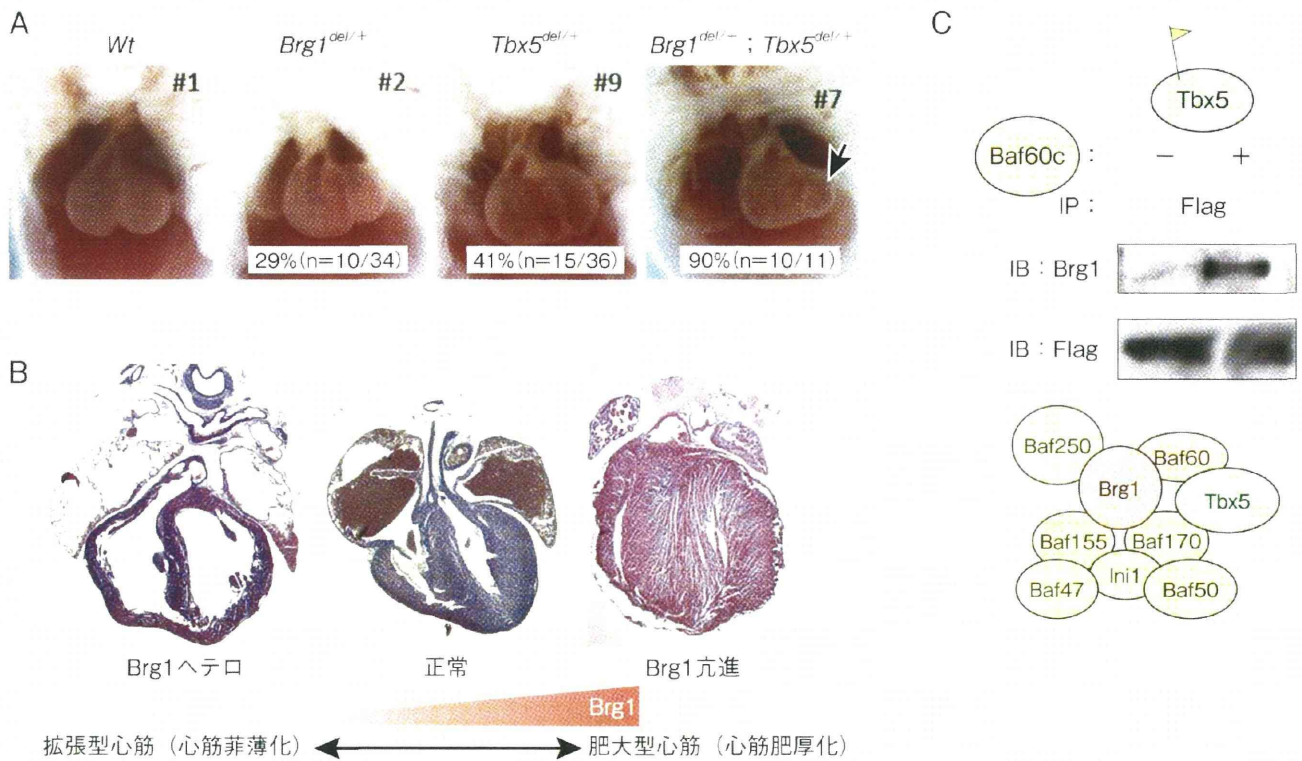 A
Wt
Brg1del/+
Tbx5del/+
Brg1del/+ ; Tbx5del/+
#1
#2
#9
#7
29%(n=10/34)
41%(n=15/36)
90%(n=10/11)
B
Brg1ヘテロ
正常
Brg1亢進
Brg1
拡張型心筋（心筋菲薄化）
肥大型心筋（心筋肥厚化）
C
Tbx5
Baf60c : − +
IP : Flag
IB : Brg1
IB : Flag
Baf250
Baf60
Brg1
Tbx5
Baf155
Baf170
Ini1
Baf47
Baf50